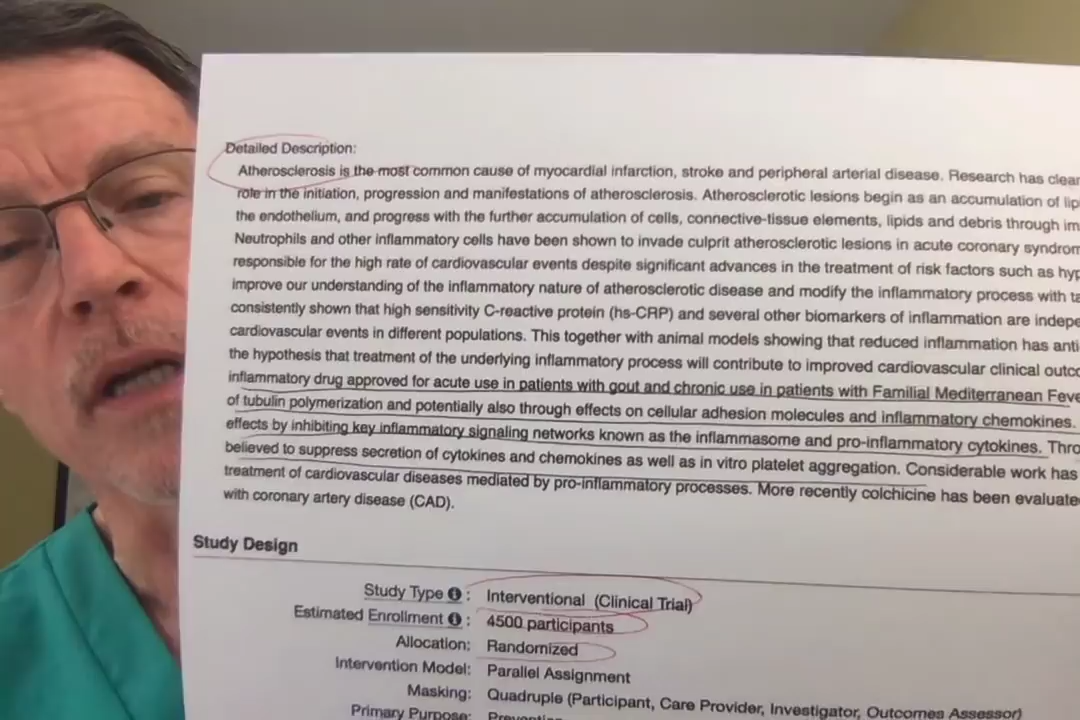 Detailed Description:
Atherosclerosis is the most common cause of myocardial infarction, stroke and peripheral arterial disease. Research has
role in the initiation, progression and manifestations of atherosclerosis. Atherosclerotic lesions begin as an accumulation of
the endothelium, and progress with the further accumulation of cells, connective-tissue elements, lipids and debris through
Neutrophils and other inflammatory cells have been shown to invade culprit atherosclerotic lesions in acute coronary
responsible for the high rate of cardiovascular events despite significant advances in the treatment of risk factors such as
improve our understanding of the inflammatory nature of atherosclerotic disease and modify the inflammatory process with
consistently shown that high sensitivity C-reactive protein (hs-CRP) and several other biomarkers of inflammation are
cardiovascular events in different populations. This together with animal models showing that reduced inflammation has
the hypothesis that treatment of the underlying inflammatory process will contribute to improved cardiovascular clinical
inflammatory drug approved for acute use in patients with gout and chronic use in patients with Familial Mediterranean
of tubulin polymerization and potentially also through effects on cellular adhesion molecules and inflammatory chemokines.
effects by inhibiting key inflammatory signaling networks known as the inflammasome and pro-inflammatory cytokines.
believed to suppress secretion of cytokines and chemokines as well as in vitro platelet aggregation. Considerable work has
treatment of cardiovascular diseases mediated by pro-inflammatory processes. More recently colchicine has been
with coronary artery disease (CAD).
Study Design
Study Type : Interventional (Clinical Trial)
Estimated Enrollment : 4500 participants
Allocation: Randomized
Intervention Model: Parallel Assignment
Masking: Quadruple (Participant, Care Provider, Investigator, Outcomes Assessor)
Primary Purpose: